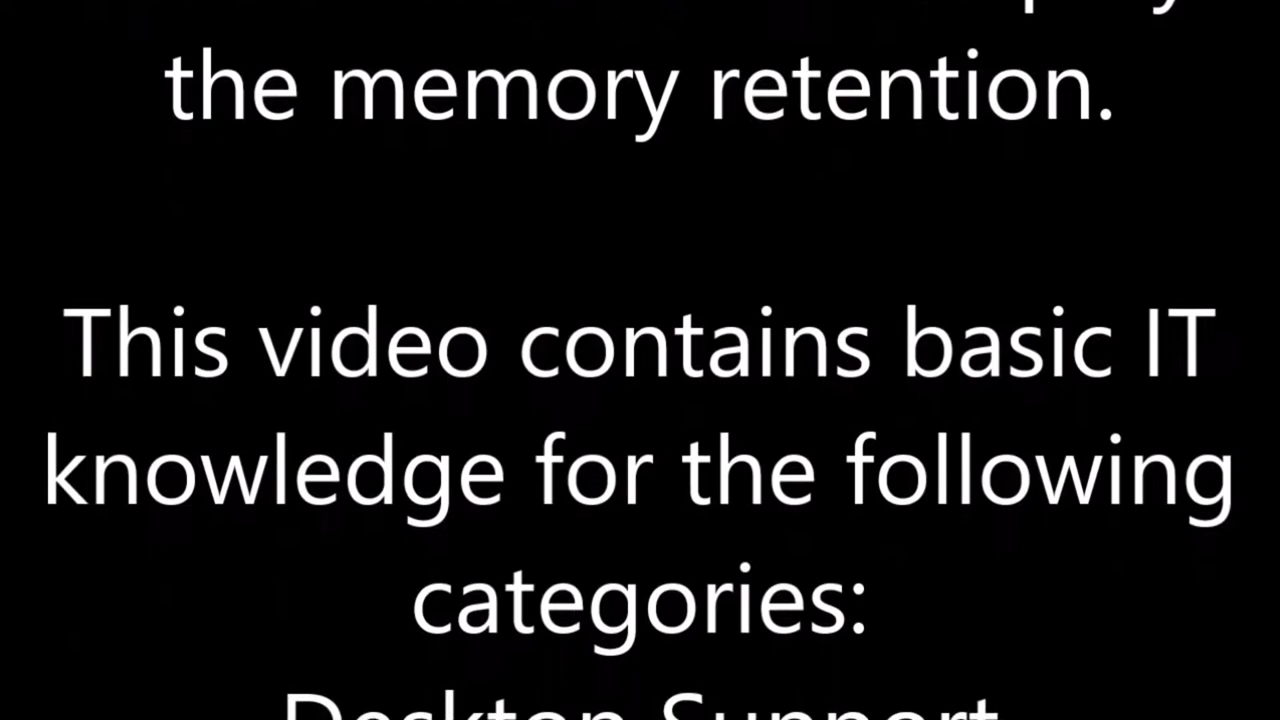 the memory retention.
This video contains basic IT
knowledge for the following
categories:
Desktop Support